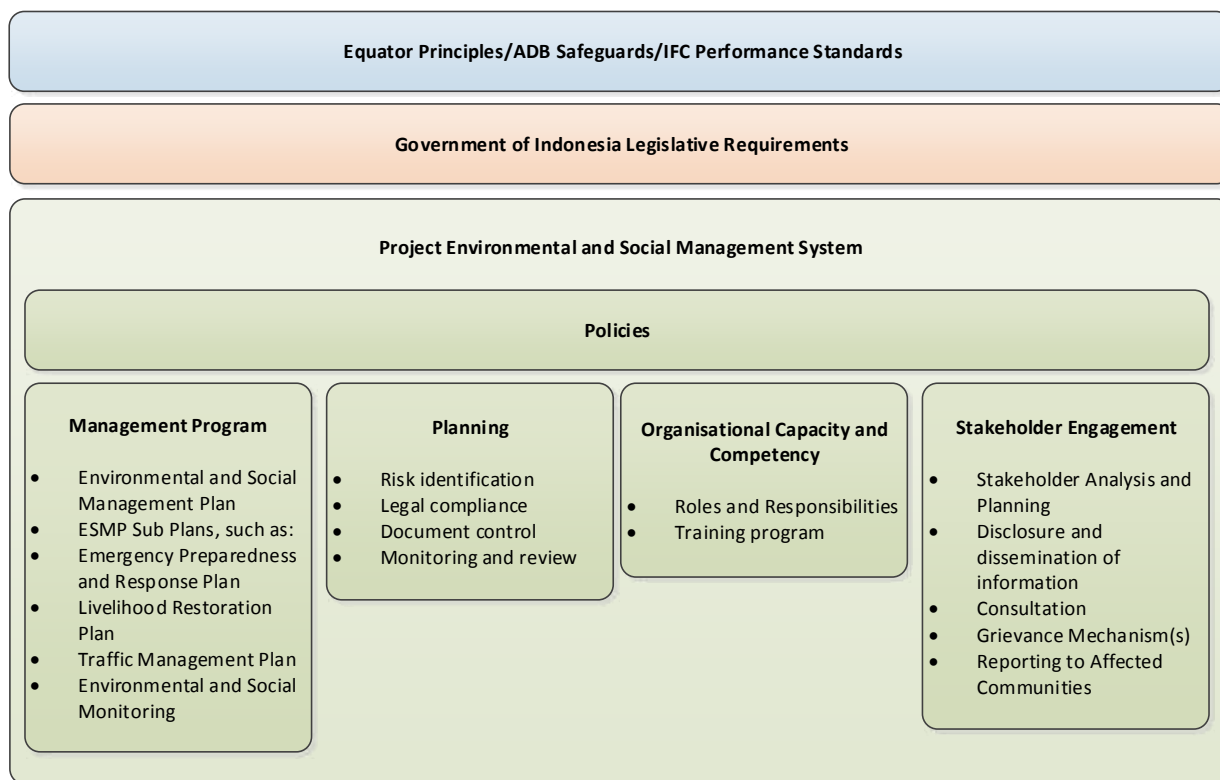 Equator Principles/ADB Safeguards/IFC Performance Standards
Government of Indonesia Legislative Requirements
Project Environmental and Social Management System
Policies
Management Program
• Environmental and Social
Management Plan
• ESMP Sub Plans, such as:
• Emergency Preparedness
and Response Plan
• Livelihood Restoration
Plan
• Traffic Management Plan
• Environmental and Social
Monitoring
Planning
• Risk identification
• Legal compliance
• Document control
• Monitoring and review
Organisational Capacity and
Competency
• Roles and Responsibilities
• Training program
Stakeholder Engagement
• Stakeholder Analysis and
Planning
• Disclosure and
dissemination of
information
• Consultation
• Grievance Mechanism(s)
• Reporting to Affected
Communities